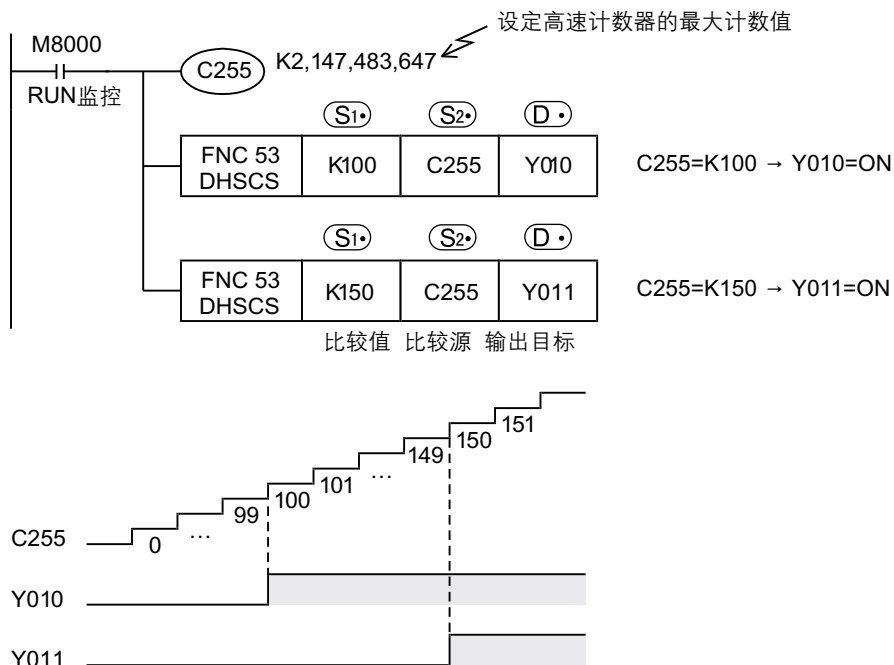 设定高速计数器的最大计数值
M8000
C255 K2,147,483,647
RUN监控
S1• S2• D •
FNC 53 DHSCS K100 C255 Y010 C255=K100 → Y010=ON
S1• S2• D •
FNC 53 DHSCS K150 C255 Y011 C255=K150 → Y011=ON
比较值 比较源 输出目标
C255 0 … 99 100 101 … 149 150 151
Y010
Y011